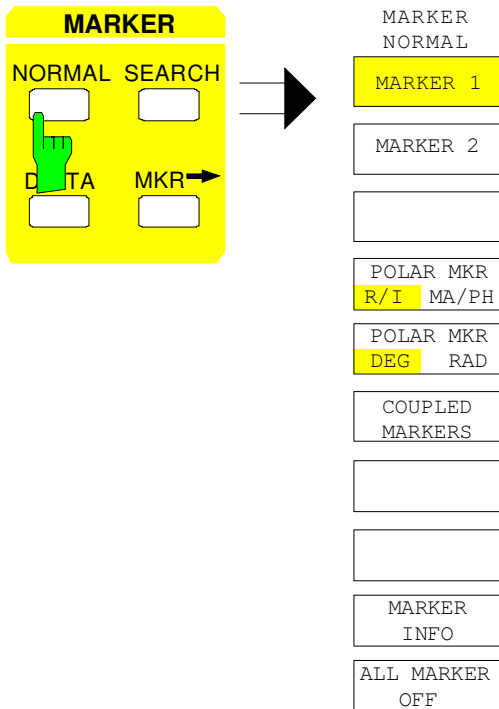 MARKER
NORMAL SEARCH
MKR
MARKER
NORMAL
MARKER 1
MARKER 2
POLAR MKR
R/I MA/PH
POLAR MKR
DEG RAD
COUPLED
MARKERS
MARKER
INFO
ALL MARKER
OFF